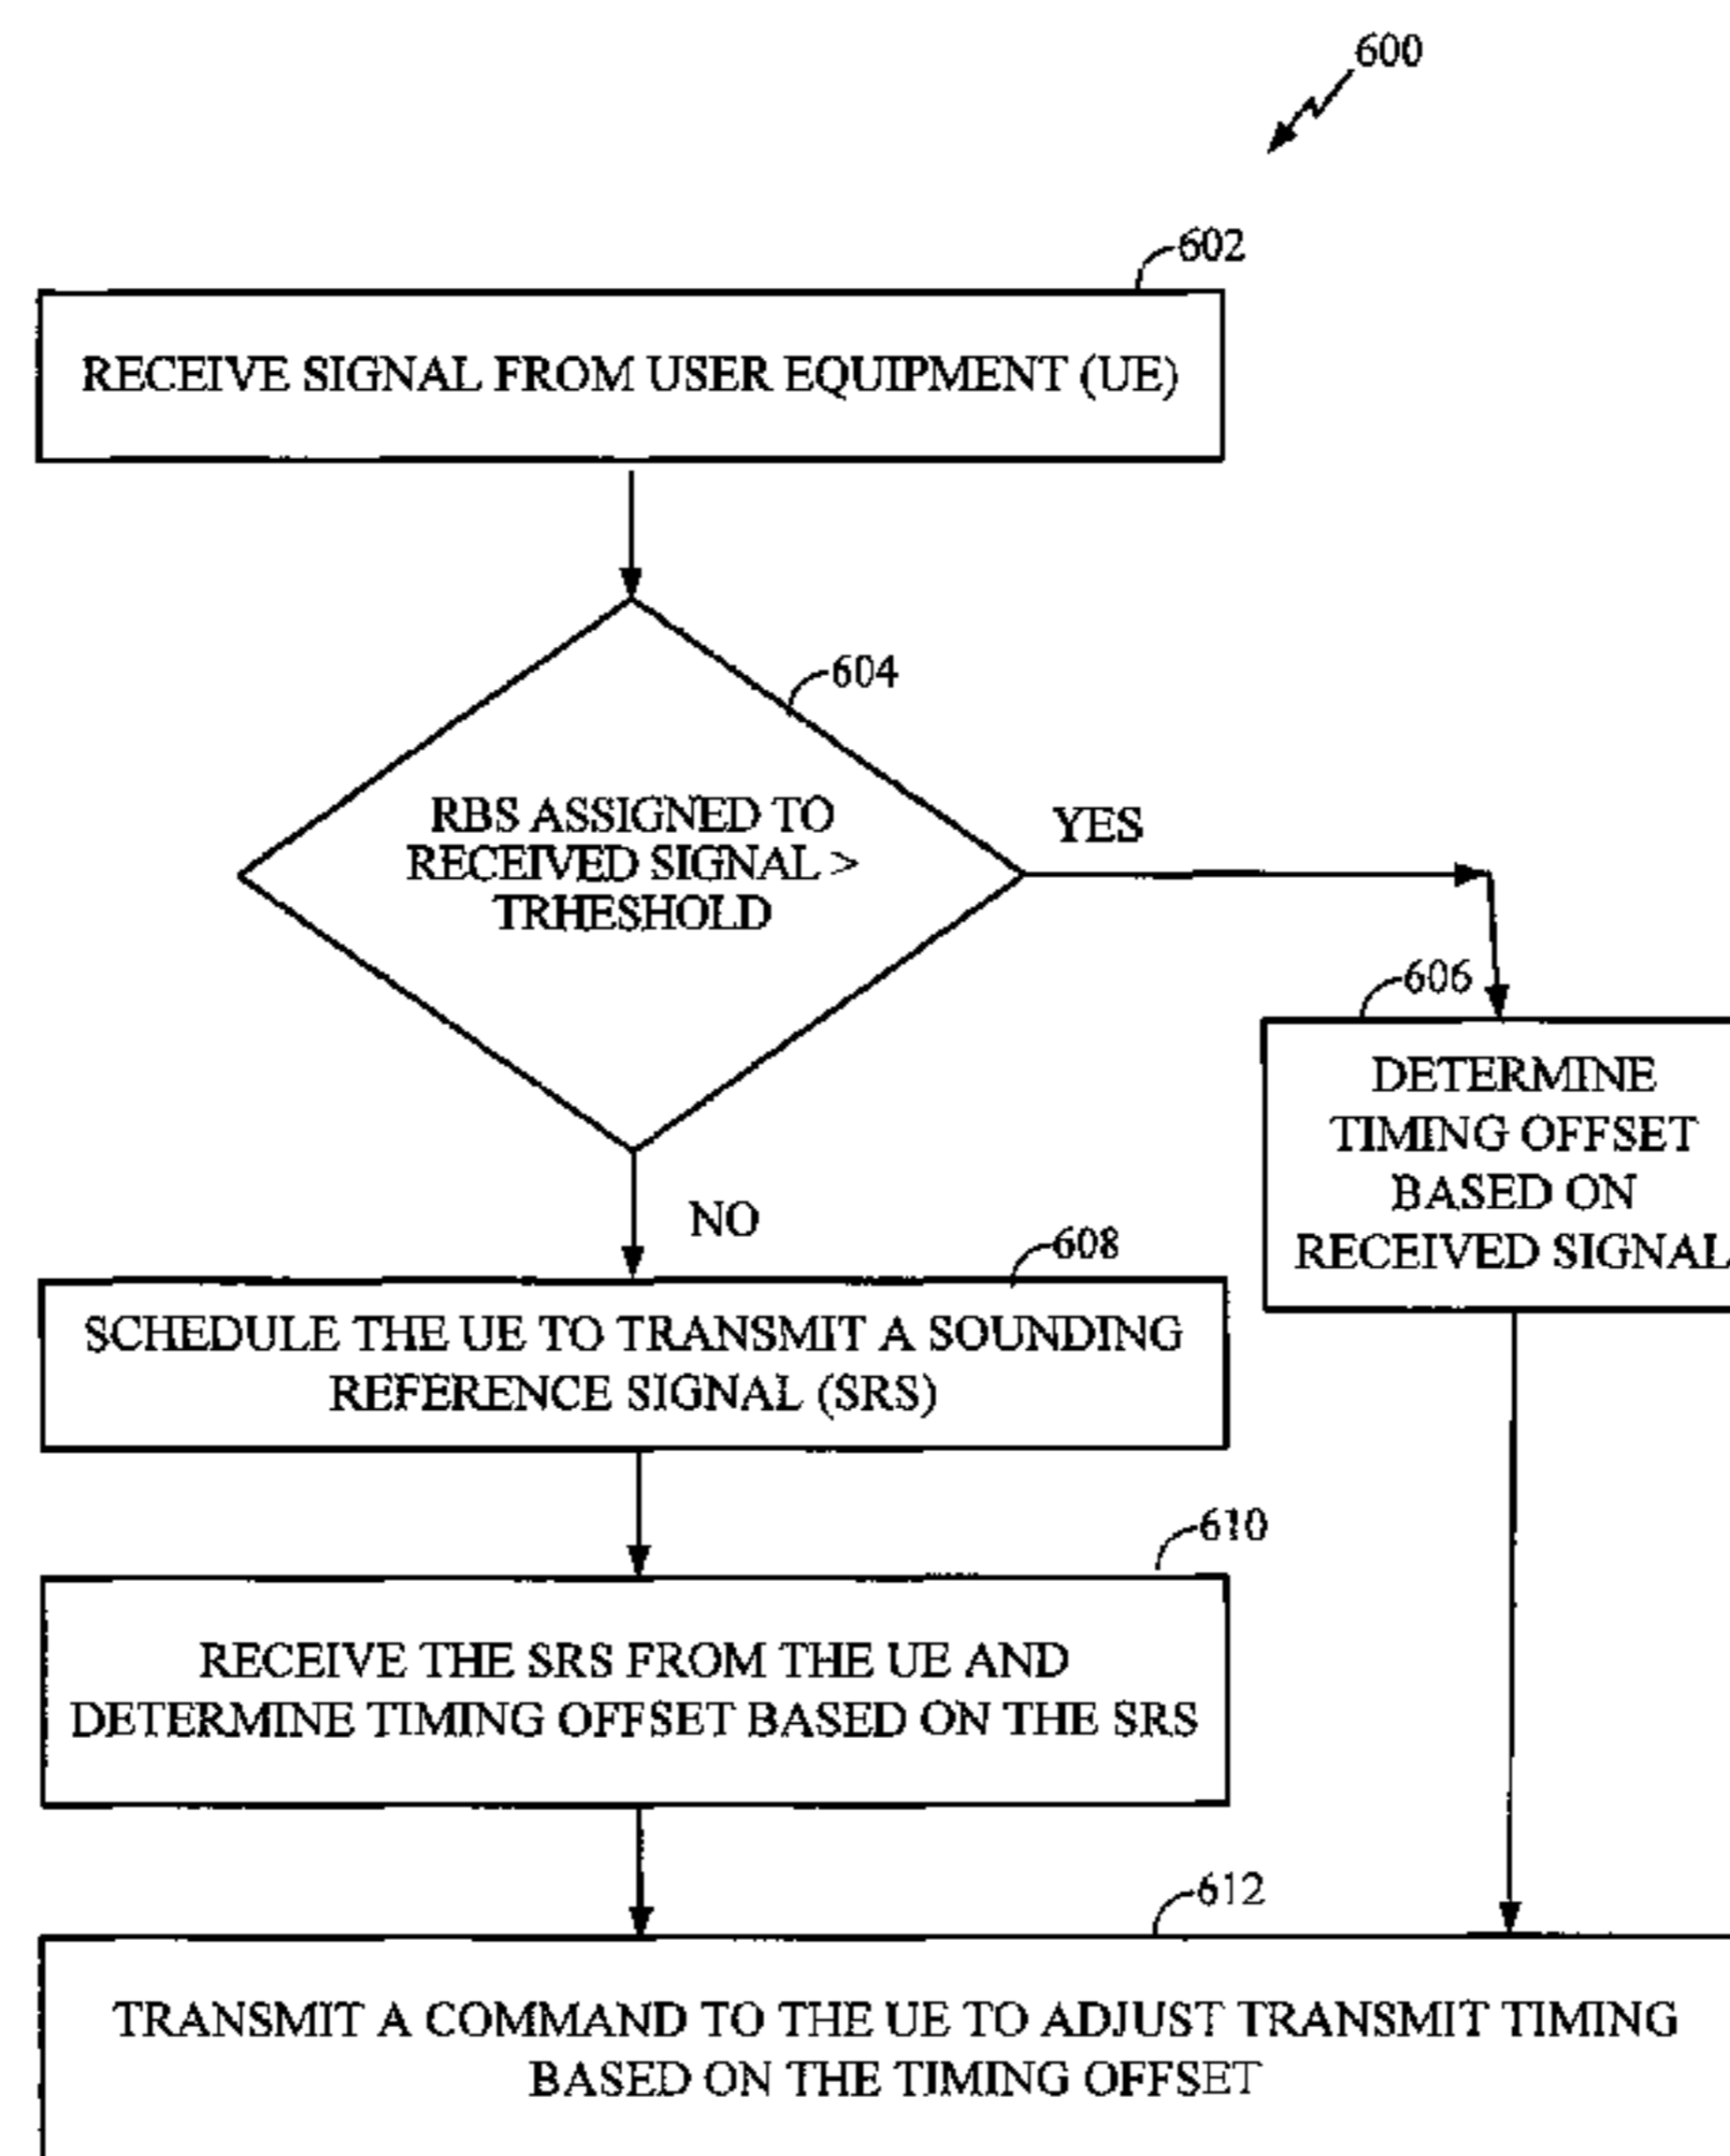 600
602
RECEIVE SIGNAL FROM USER EQUIPMENT (UE)
604
RBS ASSIGNED TO
RECEIVED SIGNAL >
TRHESHOLD
YES
606
DETERMINE
TIMING OFFSET
BASED ON
RECEIVED SIGNAL
NO
608
SCHEDULE THE UE TO TRANSMIT A SOUNDING
REFERENCE SIGNAL (SRS)
610
RECEIVE THE SRS FROM THE UE AND
DETERMINE TIMING OFFSET BASED ON THE SRS
612
TRANSMIT A COMMAND TO THE UE TO ADJUST TRANSMIT TIMING
BASED ON THE TIMING OFFSET